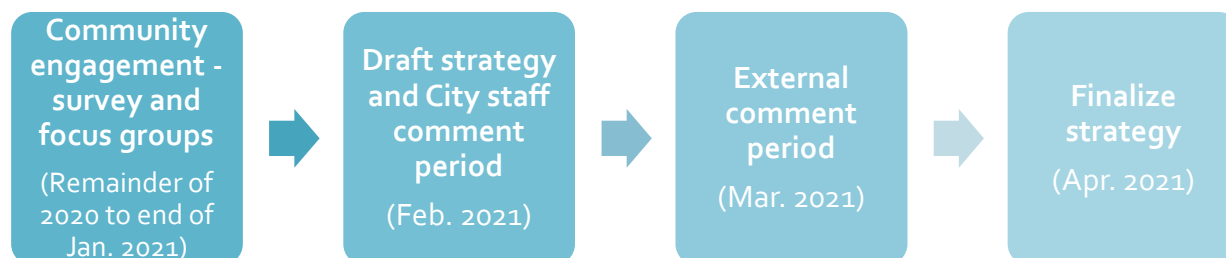 Community
engagement -
survey and
focus groups
(Remainder of
2020 to end of
Jan. 2021)
Draft strategy
and City staff
comment
period
(Feb. 2021)
External
comment
period
(Mar. 2021)
Finalize
strategy
(Apr. 2021)